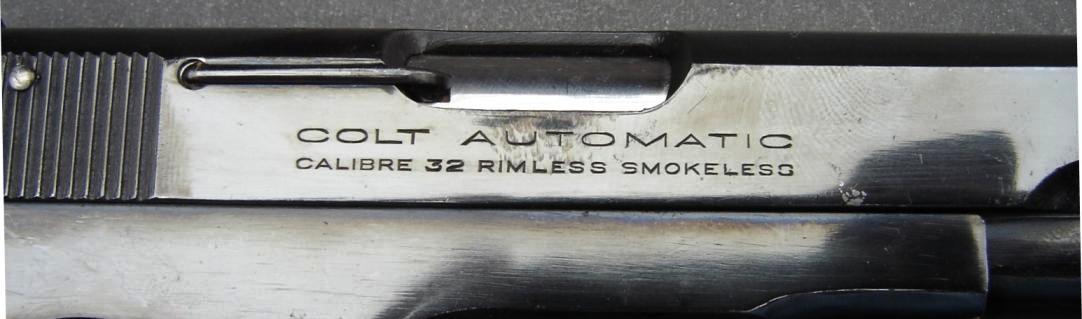 COLT AUTOMATIC
CALIBRE 32 RIMLESS SMOKELESS